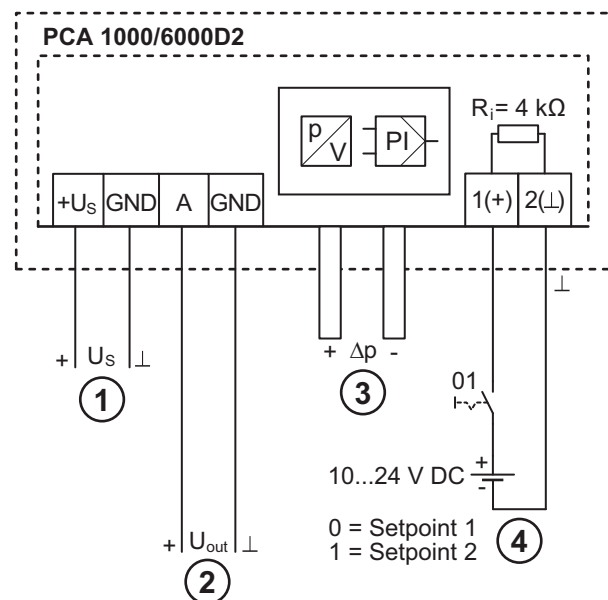 PCA 1000/6000D2
Ri= 4 kΩ
p
V
PI
+US
GND
A
GND
1(+)
2(⊥)
⊥
+ US ⊥
1
+ Δp -
3
01
10...24 V DC
+
-
0 = Setpoint 1
1 = Setpoint 2
4
+ Uout ⊥
2